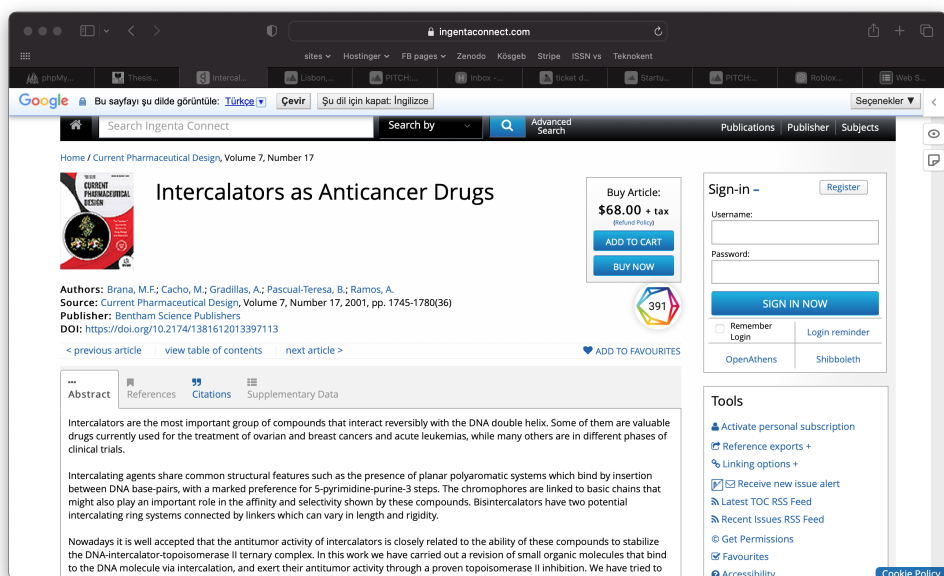 ingentaconnect.com
sites Hostinger FB pages Zenodo Kösgeb Stripe ISSN vs Teknokent
phpMy... Thesis... Intercal... Lisbon,... PITCH:... Inbox -... ticket d... Startu... PITCH:... Roblox... Web S...
Google Bu sayfayı şu dilde görüntüle: Türkçe Çevir Şu dil için kapat: İngilizce Seçenekler ▼
Search Ingenta Connect Search by Advanced Search Publications Publisher Subjects
Home / Current Pharmaceutical Design, Volume 7, Number 17
CURRENT PHARMACEUTICAL DESIGN
Intercalators as Anticancer Drugs
Buy Article:
$68.00 + tax
(Refund Policy)
ADD TO CART
BUY NOW
Sign-in – Register
Username:
Password:
SIGN IN NOW
Remember Login Login reminder
OpenAthens Shibboleth
Authors: Brana, M.F.; Cacho, M.; Gradillas, A.; Pascual-Teresa, B.; Ramos, A.
Source: Current Pharmaceutical Design, Volume 7, Number 17, 2001, pp. 1745-1780(36)
Publisher: Bentham Science Publishers
DOI: https://doi.org/10.2174/1381612013397113
391
< previous article view table of contents next article > ADD TO FAVOURITES
Abstract References Citations Supplementary Data
Intercalators are the most important group of compounds that interact reversibly with the DNA double helix. Some of them are valuable
drugs currently used for the treatment of ovarian and breast cancers and acute leukemias, while many others are in different phases of
clinical trials.
Intercalating agents share common structural features such as the presence of planar polyaromatic systems which bind by insertion
between DNA base-pairs, with a marked preference for 5-pyrimidine-purine-3 steps. The chromophores are linked to basic chains that
might also play an important role in the affinity and selectivity shown by these compounds. Bisintercalators have two potential
intercalating ring systems connected by linkers which can vary in length and rigidity.
Nowadays it is well accepted that the antitumor activity of intercalators is closely related to the ability of these compounds to stabilize
the DNA-intercalator-topoisomerase II ternary complex. In this work we have carried out a revision of small organic molecules that bind
to the DNA molecule via intercalation, and exert their antitumor activity through a proven topoisomerase II inhibition. We have tried to
Tools
Activate personal subscription
Reference exports +
Linking options +
Receive new issue alert
Latest TOC RSS Feed
Recent Issues RSS Feed
Get Permissions
Favourites
Accessibility
Cookie Policy